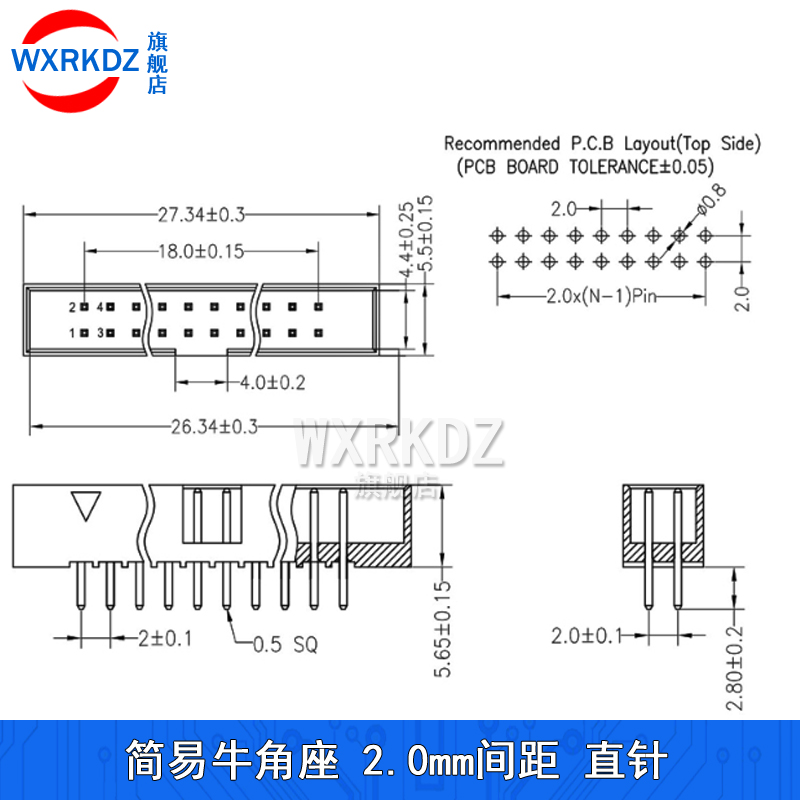 WXRKDZ
旗舰店
Recommended P.C.B Layout(Top Side)
(PCB BOARD TOLERANCE±0.05)
27.34±0.3
18.0±0.15
4.4±0.25
5.5±0.15
2 4
1 3
4.0±0.2
26.34±0.3
2.0
ø0.8
2.0x(N-1)Pin
2.0
WXRKDZ
旗舰店
2±0.1
0.5 SQ
5.65±0.15
2.0±0.1
2.80±0.2
简易牛角座 2.0mm间距 直针